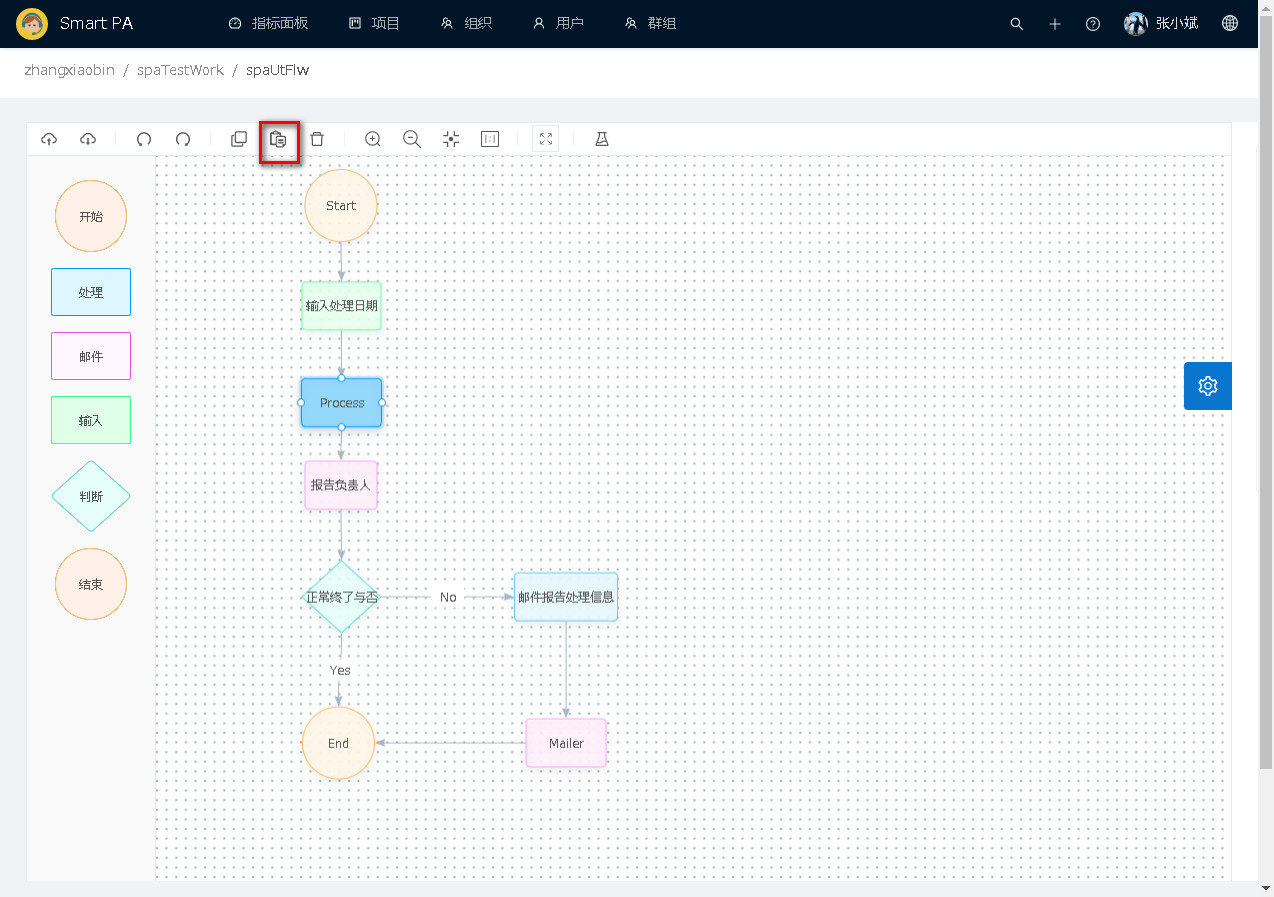 Smart PA 指标面板 项目 组织 用户 群组 张小斌
zhangxiaobin / spaTestWork / spaUtFlw
开始
处理
邮件
输入
判断
结束
Start
输入处理日期
Process
报告负责人
正常终了与否
No
邮件报告处理信息
Yes
End
Mailer